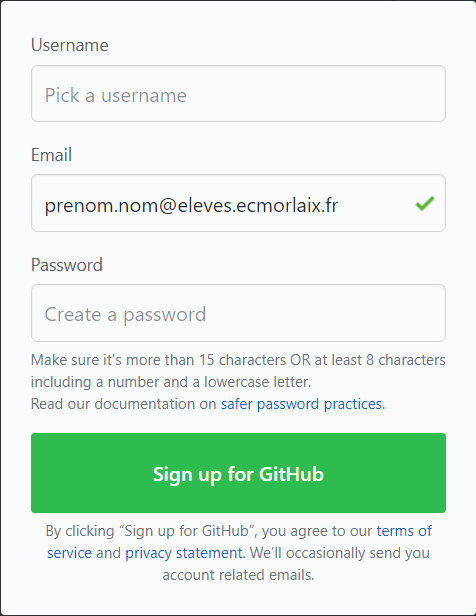 Username
Pick a username
Email
prenom.nom@eleves.ecmorlaix.fr
Password
Create a password
Make sure it's more than 15 characters OR at least 8 characters
including a number and a lowercase letter.
Read our documentation on safer password practices.
Sign up for GitHub
By clicking “Sign up for GitHub”, you agree to our terms of
service and privacy statement. We’ll occasionally send you
account related emails.